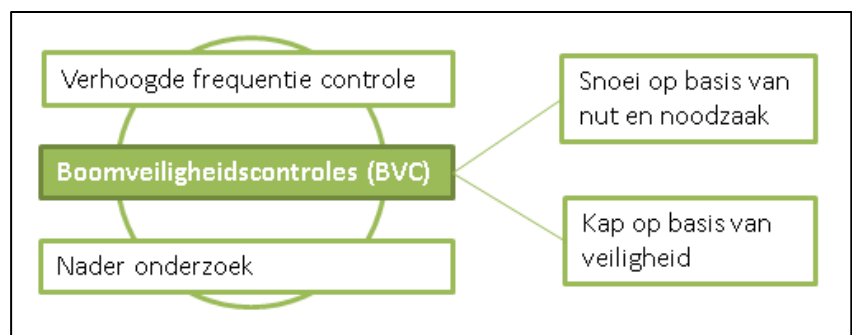 Verhoogde frequentie controle
Boomveiligheidscontroles (BVC)
Nader onderzoek
Snoei op basis van
nut en noodzaak
Kap op basis van
veiligheid